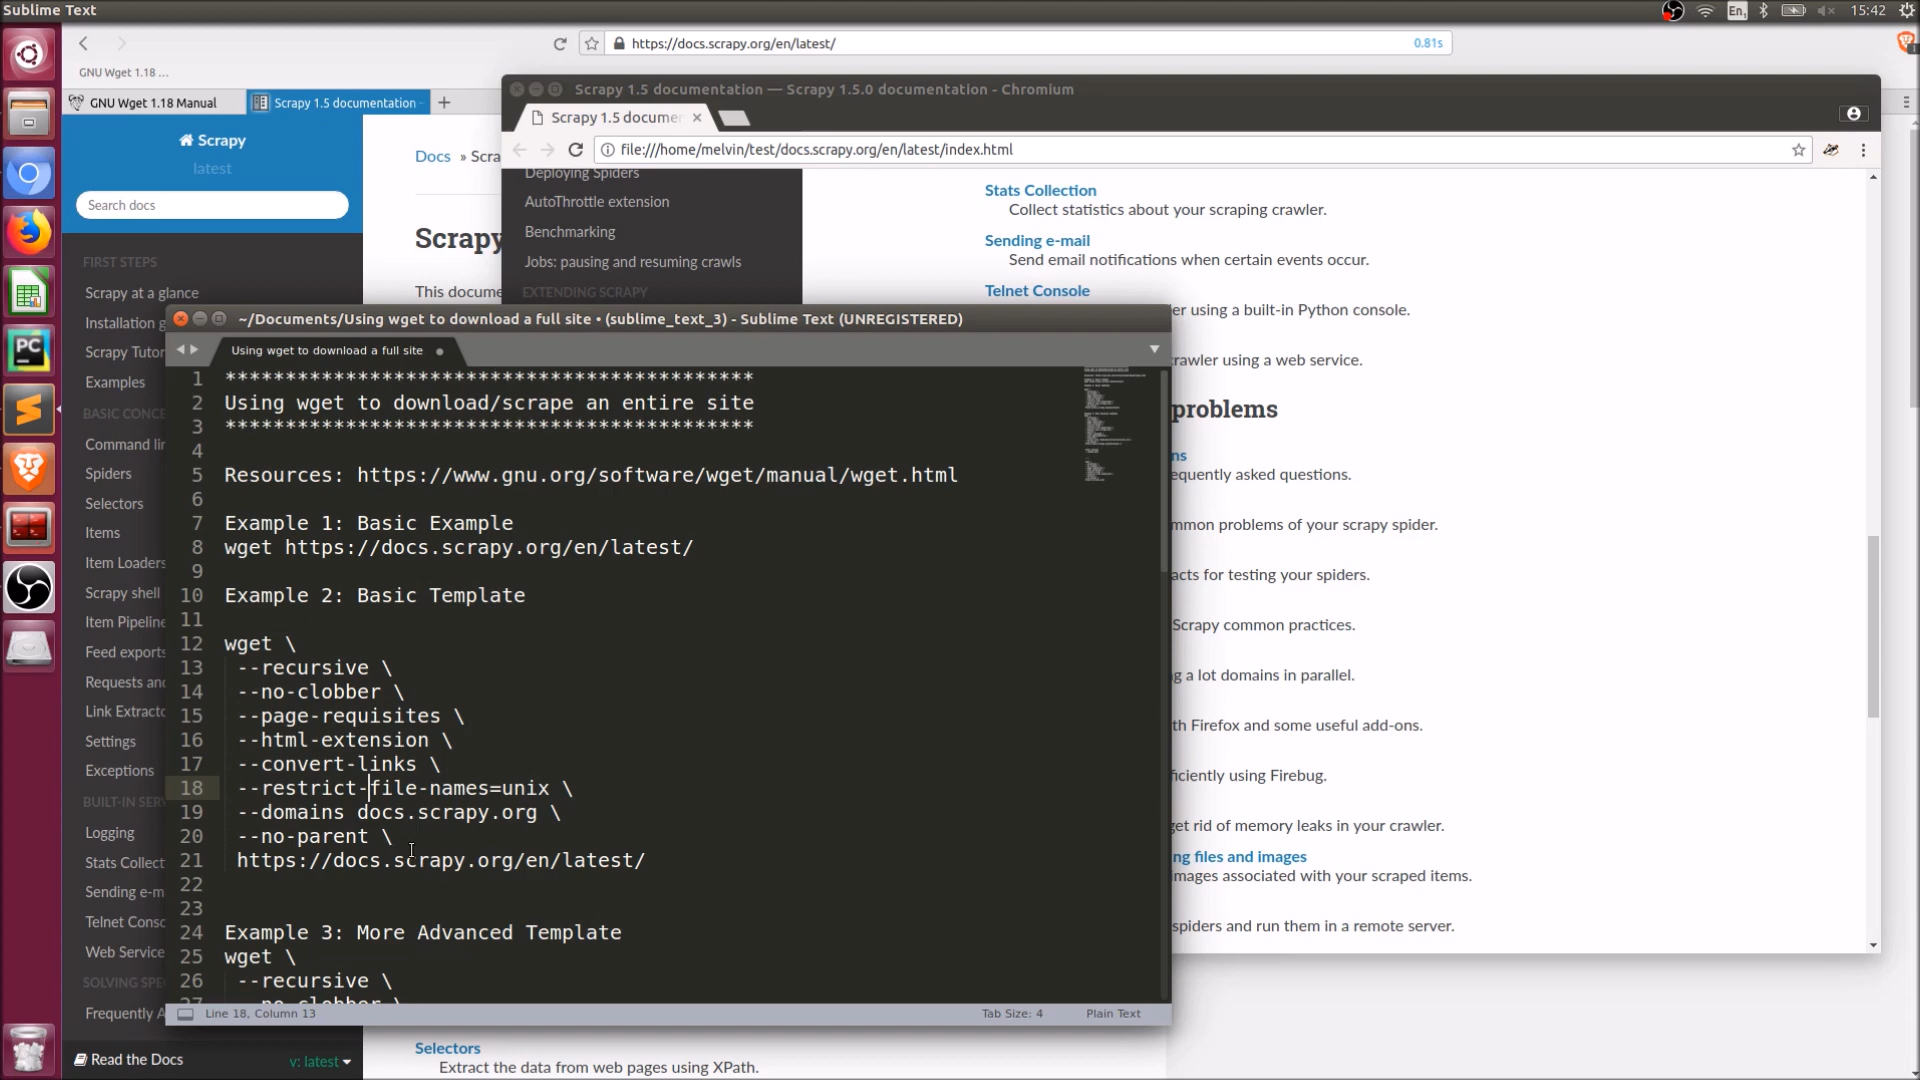 Sublime Text
En
15:42
https://docs.scrapy.org/en/latest/
0.81s
GNU Wget 1.18 ...
GNU Wget 1.18 Manual
Scrapy 1.5 documentation
Scrapy
latest
Search docs
FIRST STEPS
Scrapy at a glance
Installation g
Scrapy Tutor
Examples
BASIC CONCE
Command lin
Spiders
Selectors
Items
Item Loaders
Scrapy shell
Item Pipeline
Feed exports
Requests and
Link Extracto
Settings
Exceptions
BUILT-IN SERV
Logging
Stats Collect
Sending e-m
Telnet Consc
Web Service
SOLVING SPE
Frequently A
Read the Docs
v: latest
Docs » Scra
Scrapy
This docume
Selectors
Extract the data from web pages using XPath.
Scrapy 1.5 documentation — Scrapy 1.5.0 documentation - Chromium
Scrapy 1.5 documen
file:///home/melvin/test/docs.scrapy.org/en/latest/index.html
Deploying Spiders
AutoThrottle extension
Benchmarking
Jobs: pausing and resuming crawls
EXTENDING SCRAPY
Stats Collection
Collect statistics about your scraping crawler.
Sending e-mail
Send email notifications when certain events occur.
Telnet Console
er using a built-in Python console.
crawler using a web service.
problems
ns
equently asked questions.
mmon problems of your scrapy spider.
acts for testing your spiders.
Scrapy common practices.
g a lot domains in parallel.
th Firefox and some useful add-ons.
ficiently using Firebug.
get rid of memory leaks in your crawler.
ng files and images
images associated with your scraped items.
spiders and run them in a remote server.
~/Documents/Using wget to download a full site • (sublime_text_3) - Sublime Text (UNREGISTERED)
Using wget to download a full site
1 ********************************************
2 Using wget to download/scrape an entire site
3 ********************************************
4
5 Resources: https://www.gnu.org/software/wget/manual/wget.html
6
7 Example 1: Basic Example
8 wget https://docs.scrapy.org/en/latest/
9
10 Example 2: Basic Template
11
12 wget \
13 --recursive \
14 --no-clobber \
15 --page-requisites \
16 --html-extension \
17 --convert-links \
18 --restrict-file-names=unix \
19 --domains docs.scrapy.org \
20 --no-parent \
21 https://docs.scrapy.org/en/latest/
22
23
24 Example 3: More Advanced Template
25 wget \
26 --recursive \
27 --no-clobber \
Line 18, Column 13
Tab Size: 4
Plain Text
PC